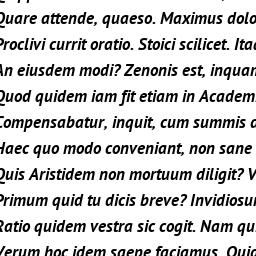 Quare attende, quaeso. Maximus dolo
Proclivi currit oratio. Stoici scilicet. Ita
An eiusdem modi? Zenonis est, inquam
Quod quidem iam fit etiam in Academ
Compensabatur, inquit, cum summis d
Haec quo modo conveniant, non sane
Quis Aristidem non mortuum diligit? V
Primum quid tu dicis breve? Invidiosu
Ratio quidem vestra sic cogit. Nam qu
Verum hoc idem saepe faciamus. Quid